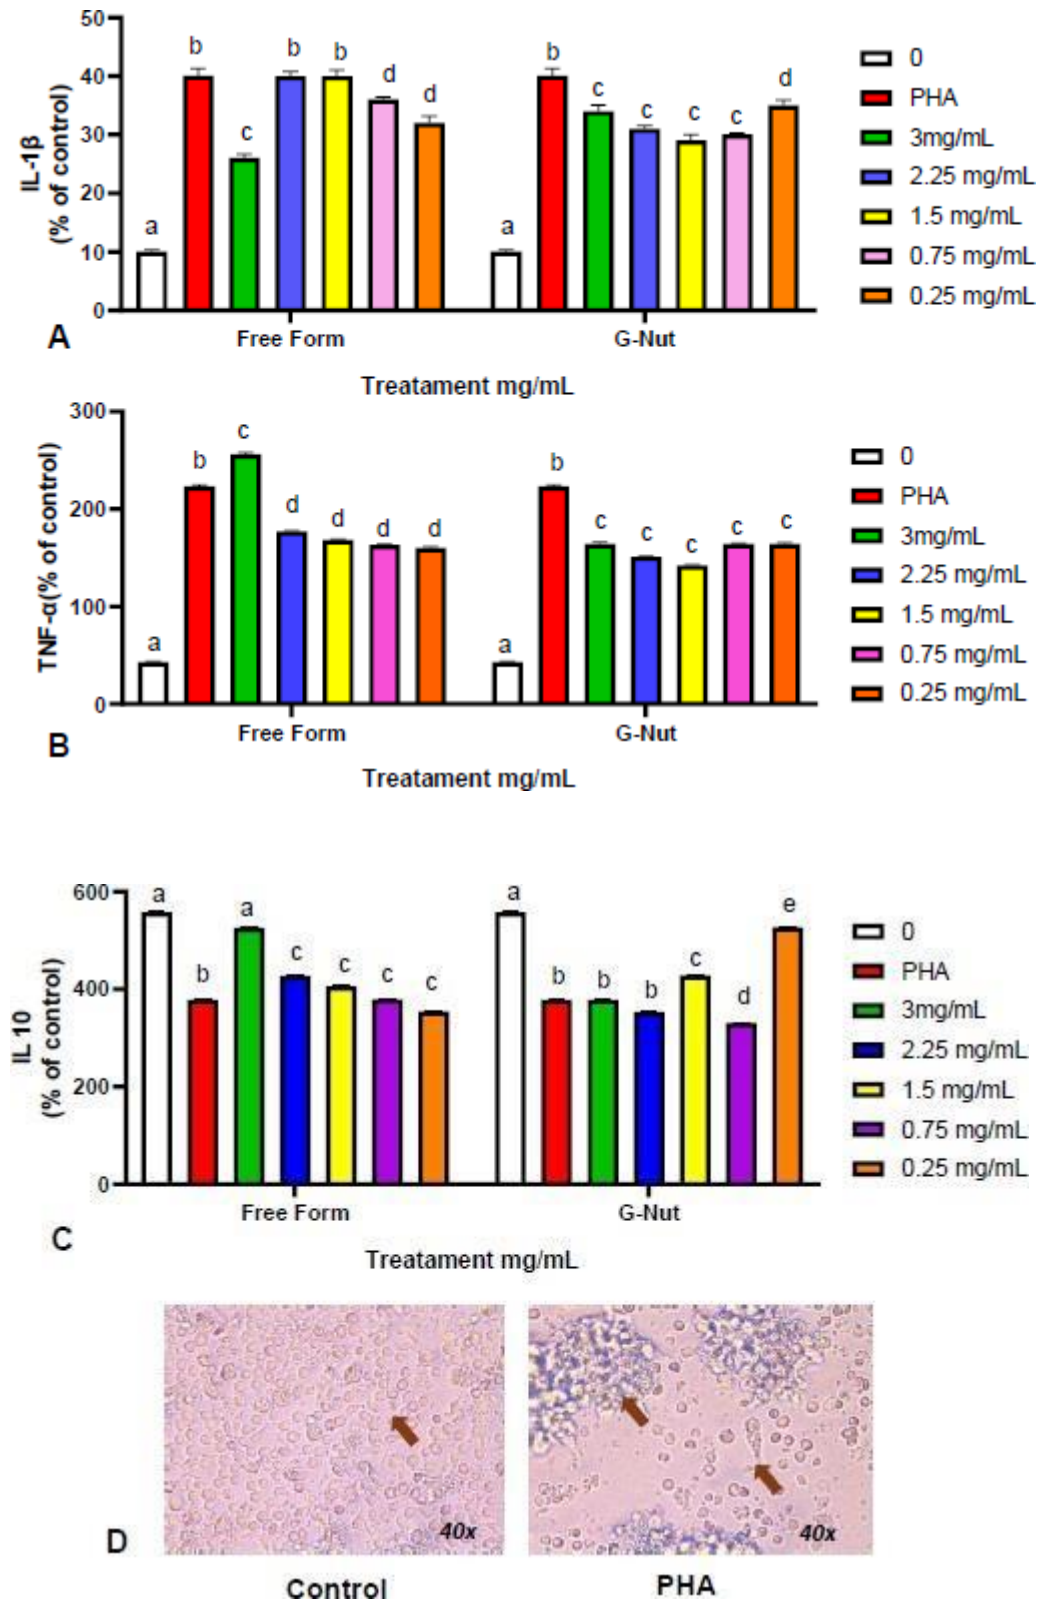 50
40
30
20
10
0
IL-1β
(% of control)
a
b
c
b
b
d
d
a
b
c
c
c
c
d
Free Form
G-Nut
0
PHA
3mg/mL
2.25 mg/mL
1.5 mg/mL
0.75 mg/mL
0.25 mg/mL
A
Treatament mg/mL
300
200
100
0
TNF-α(% of control)
a
b
c
d
d
d
d
a
b
c
c
c
c
c
Free Form
G-Nut
0
PHA
3mg/mL
2.25 mg/mL
1.5 mg/mL
0.75 mg/mL
0.25 mg/mL
B
Treatament mg/mL
600
400
200
0
IL 10
(% of control)
a
b
a
c
c
c
c
a
b
b
b
c
d
e
Free Form
G-Nut
0
PHA
3mg/mL
2.25 mg/mL
1.5 mg/mL
0.75 mg/mL
0.25 mg/mL
C
Treatament mg/mL
40x
40x
D
Control
PHA